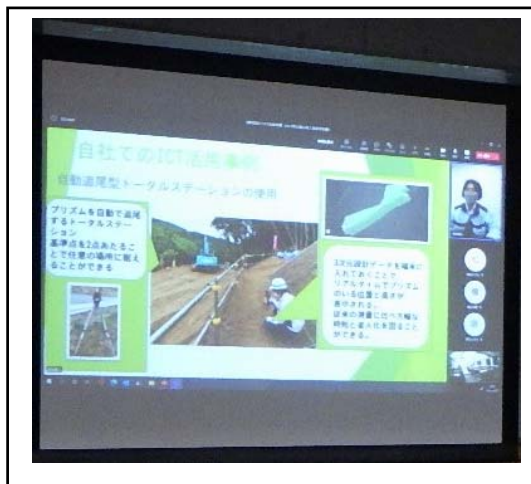 自社でのICT活用事例
自動追尾型トータルステーションの使用
プリズムを自動で追尾
するトータルステー
ション
基準点を2点あたるこ
とで任意の場所に据え
ることができる
3次元設計データを端末に
入れておくことで
リアルタイムでプリズム
のいる位置と高さが
表示される。
従来の測量に比べ大幅な
時短と省人化を図ること
ができる。